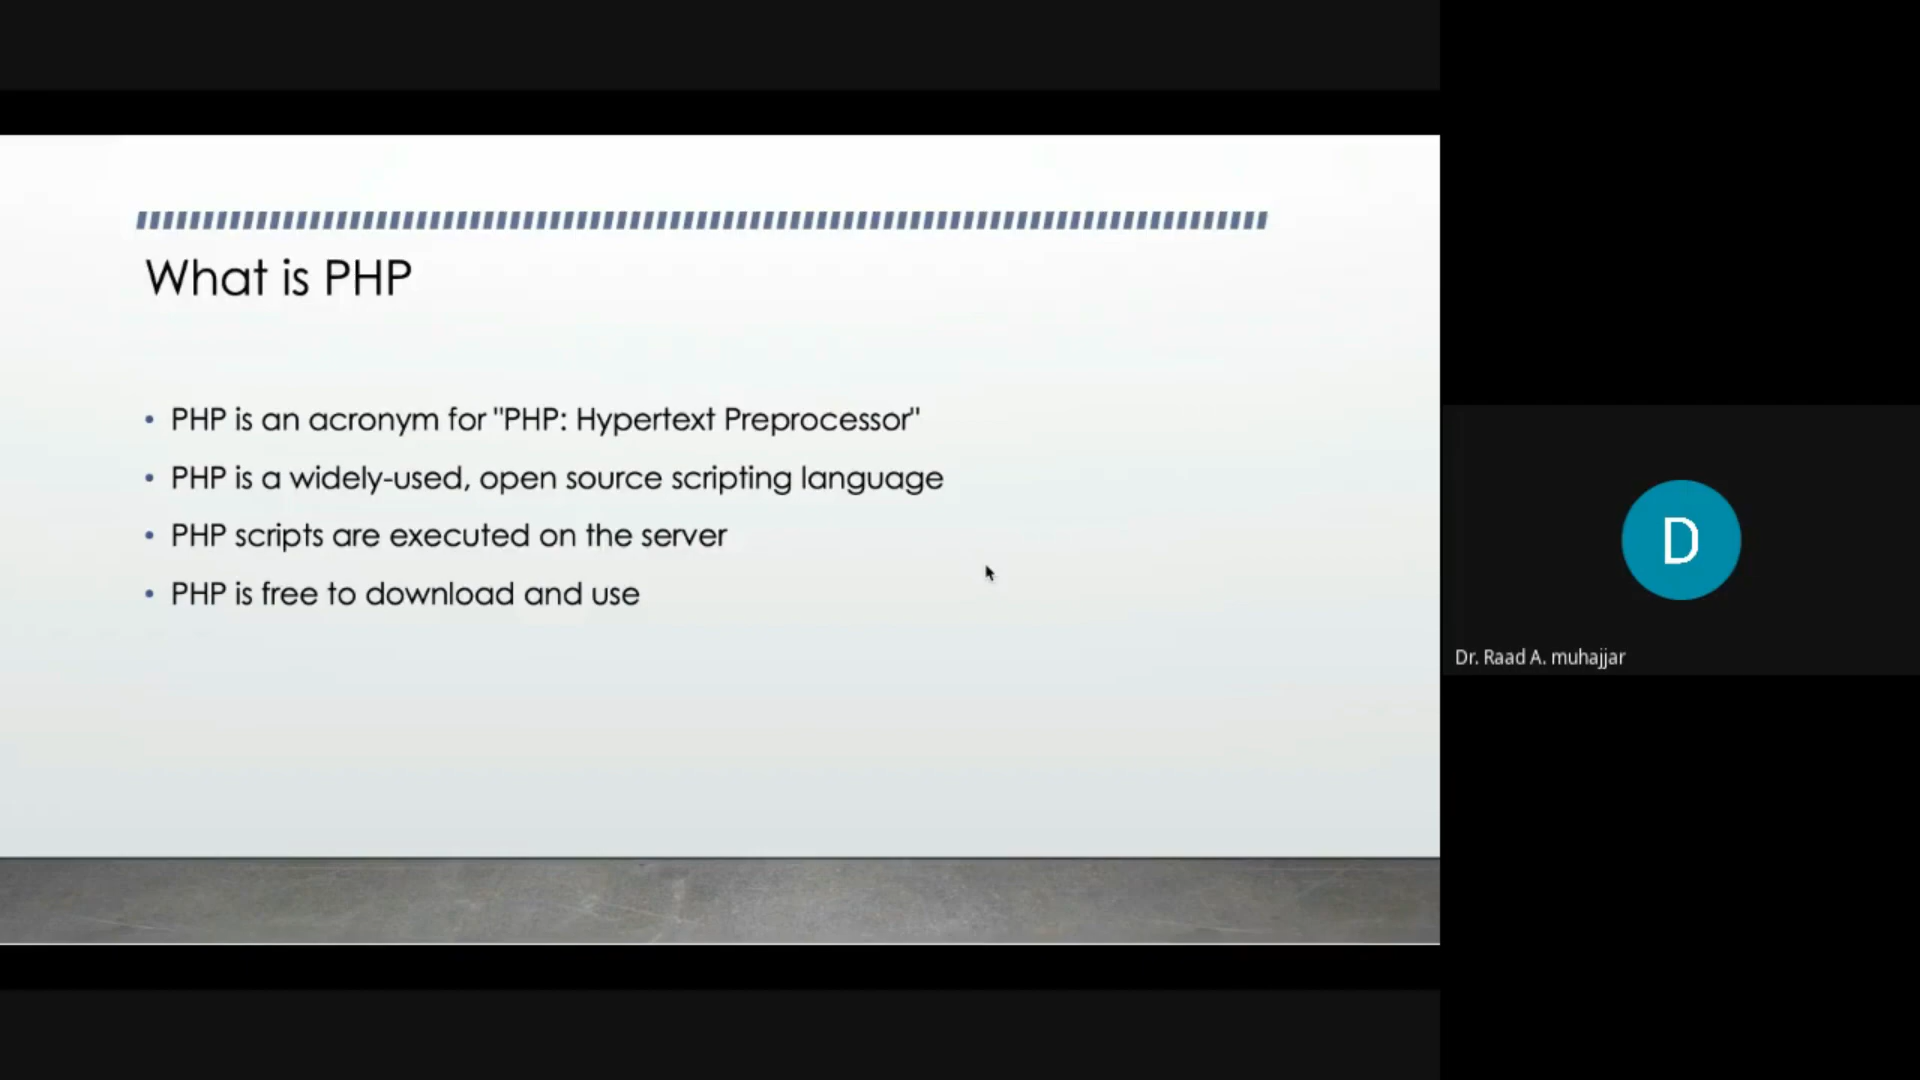 What is PHP
• PHP is an acronym for "PHP: Hypertext Preprocessor"
• PHP is a widely-used, open source scripting language
• PHP scripts are executed on the server
• PHP is free to download and use
D
Dr. Raad A. muhajjar